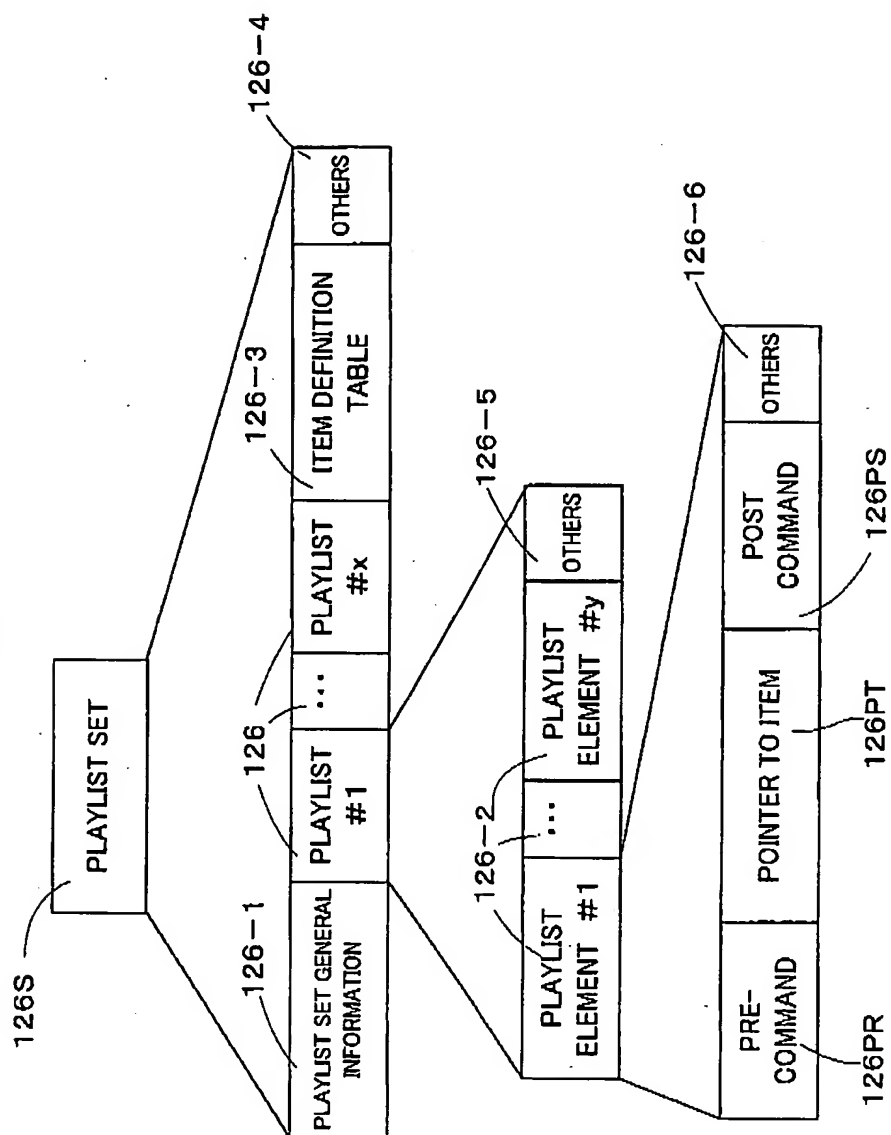 126S
PLAYLIST SET
126-1
126
126-3
126-4
PLAYLIST SET GENERAL
INFORMATION
PLAYLIST
#1
...
PLAYLIST
#x
ITEM DEFINITION
TABLE
OTHERS
126-2
126-5
PLAYLIST
ELEMENT #1
...
PLAYLIST
ELEMENT #y
OTHERS
126-6
PRE-
COMMAND
POINTER TO ITEM
POST
COMMAND
OTHERS
126PR
126PT
126PS